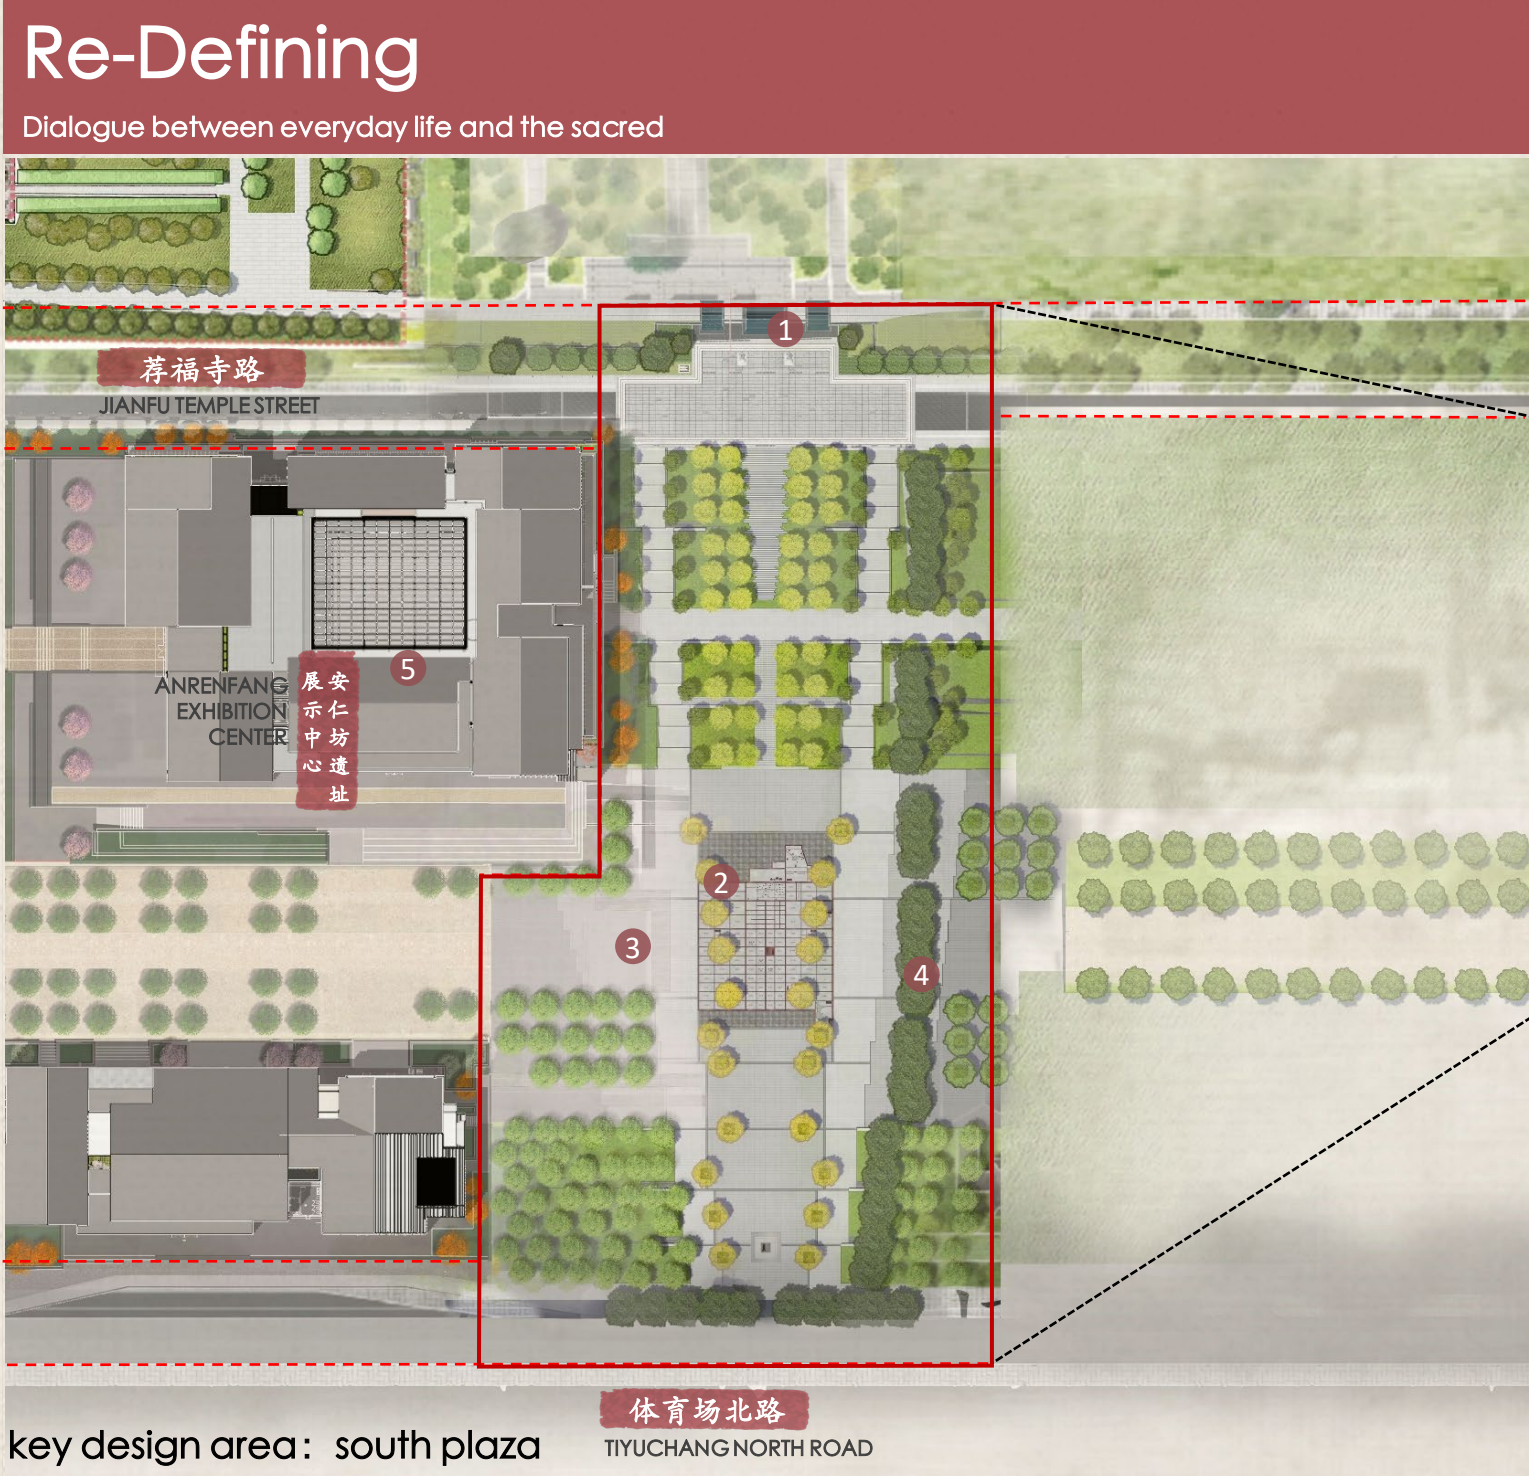 Re-Defining
Dialogue between everyday life and the sacred
1
荐福寺路
JIANFU TEMPLE STREET
5
ANRENFANG
EXHIBITION
CENTER
安仁坊遗址
展示中心
2
3
4
体育场北路
TIYUCHANG NORTH ROAD
key design area： south plaza